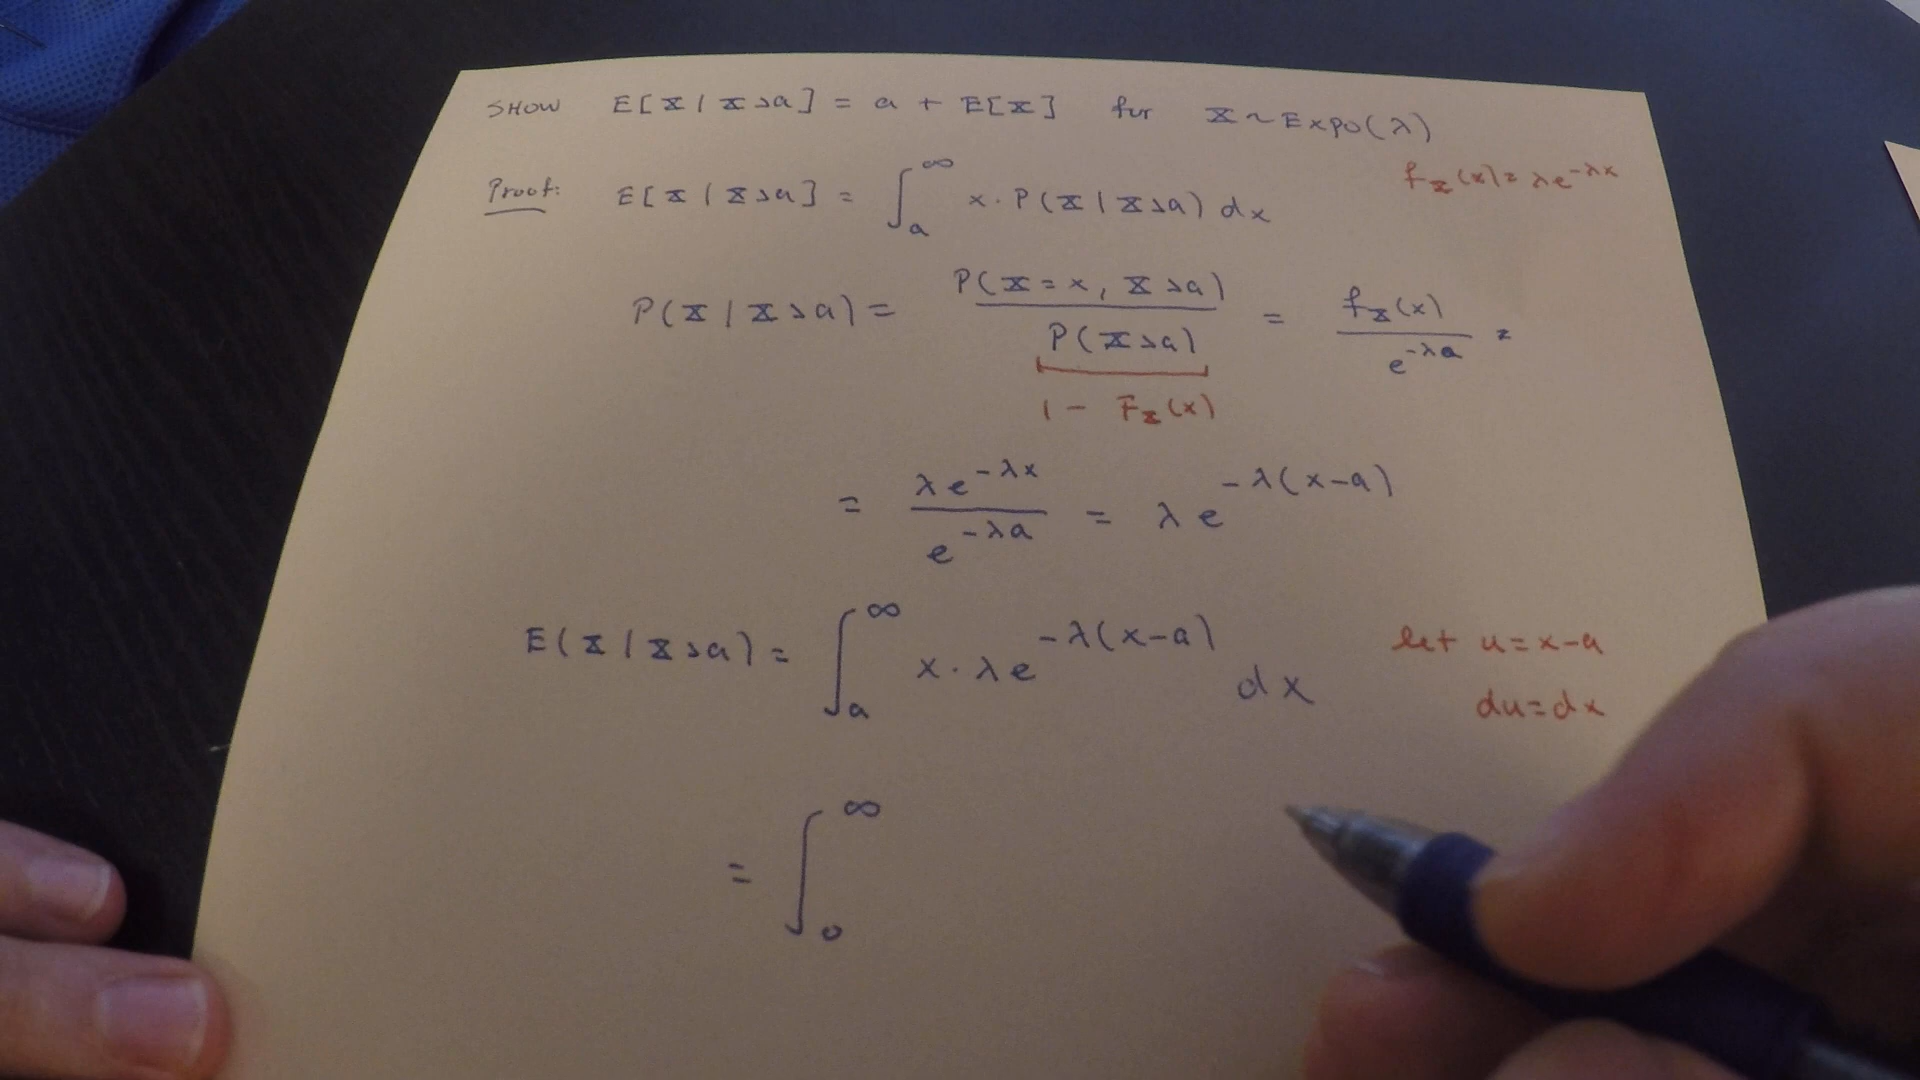 SHOW E[X | X > a] = a + E[X] for X ~ Expo(λ)
f_X(x) = λe^{-λx}
Proof: E[X | X > a] = ∫_a^∞ x · P(X | X > a) dx
P(X | X > a) = P(X = x, X > a) / P(X > a) = f_X(x) / e^{-λa} =
1 - F_X(x)
= λe^{-λx} / e^{-λa} = λe^{-λ(x-a)}
E(X | X > a) = ∫_a^∞ x · λe^{-λ(x-a)} dx let u = x-a
du = dx
= ∫_0^∞